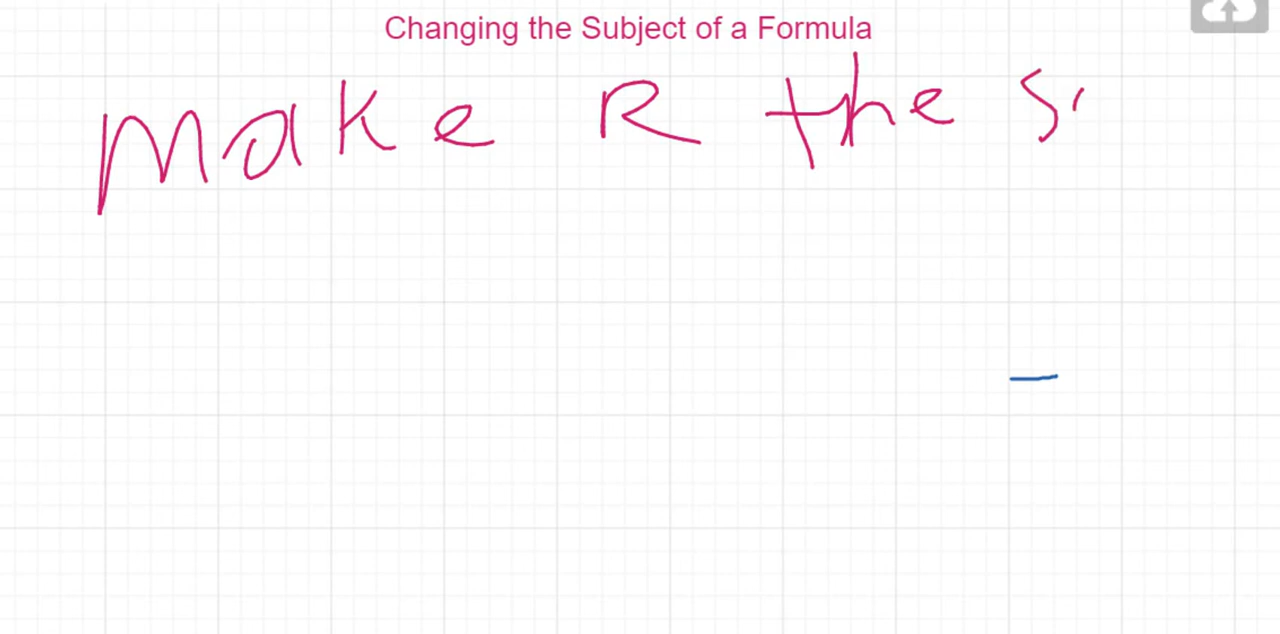 Changing the Subject of a Formula
Make R the